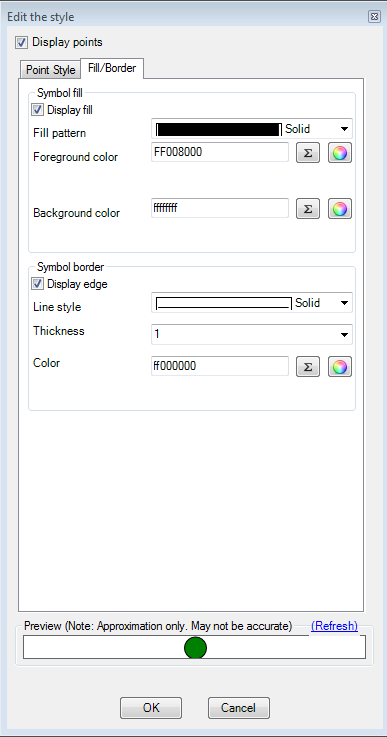 Edit the style
Display points
Point Style Fill/Border
Symbol fill
Display fill
Fill pattern Solid
Foreground color FF008000 Σ
Background color ffffffff Σ
Symbol border
Display edge
Line style Solid
Thickness 1
Color ff000000 Σ
Preview (Note: Approximation only. May not be accurate) (Refresh)
OK Cancel